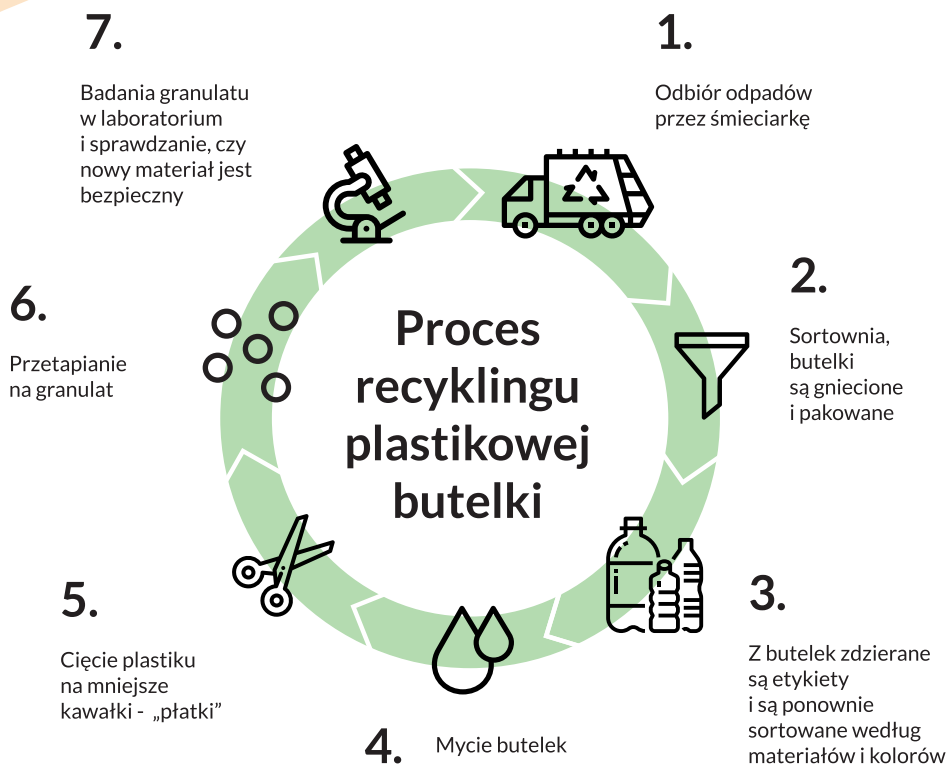 Proces
recyklingu
plastikowej
butelki
1.
Odbiór odpadów
przez śmieciarkę
2.
Sortownia,
butelki
są gniecione
i pakowane
3.
Z butelek zdzierane
są etykiety
i są ponownie
sortowane według
materiałów i kolorów
4.
Mycie butelek
5.
Cięcie plastiku
na mniejsze
kawałki - „płatki”
6.
Przetapianie
na granulat
7.
Badania granulatu
w laboratorium
i sprawdzanie, czy
nowy materiał jest
bezpieczny